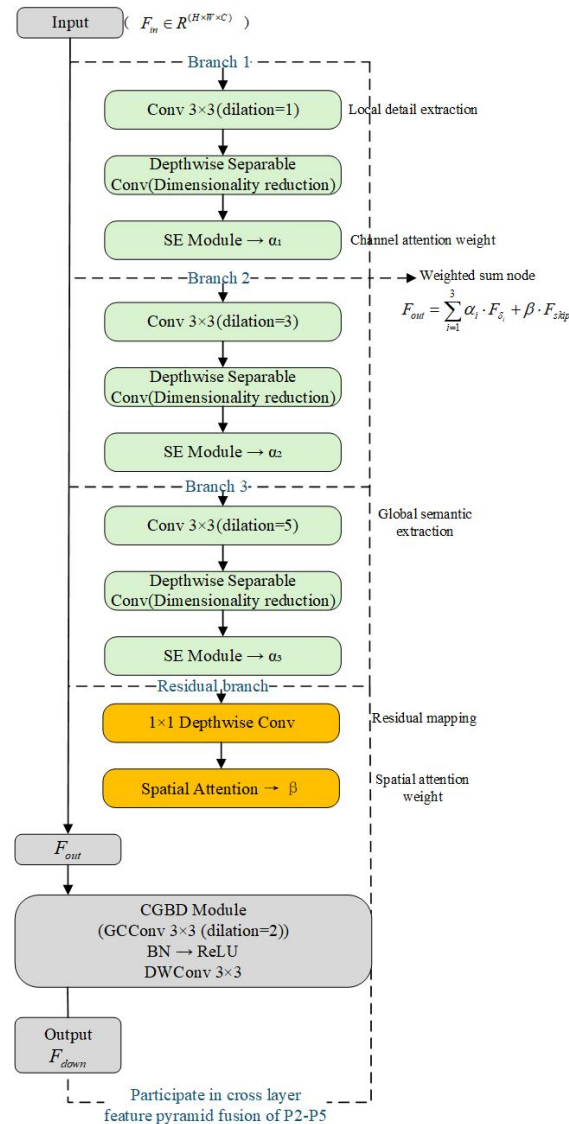 Input ( F_in ∈ R^(H×W×C) )
Branch 1
Conv 3×3(dilation=1)
Local detail extraction
Depthwise Separable
Conv(Dimensionality reduction)
SE Module → α₁
Channel attention weight
Branch 2
Weighted sum node
F_out = ∑_{i=1}^{3} α_i · F_{δ_i} + β · F_skip
Conv 3×3(dilation=3)
Depthwise Separable
Conv(Dimensionality reduction)
SE Module → α₂
Branch 3
Global semantic
extraction
Conv 3×3(dilation=5)
Depthwise Separable
Conv(Dimensionality reduction)
SE Module → α₃
Residual branch
1×1 Depthwise Conv
Residual mapping
Spatial Attention → β
Spatial attention
weight
F_out
CGBD Module
(GCConv 3×3 (dilation=2))
BN → ReLU
DWConv 3×3
Output
F_down
Participate in cross layer
feature pyramid fusion of P2-P5